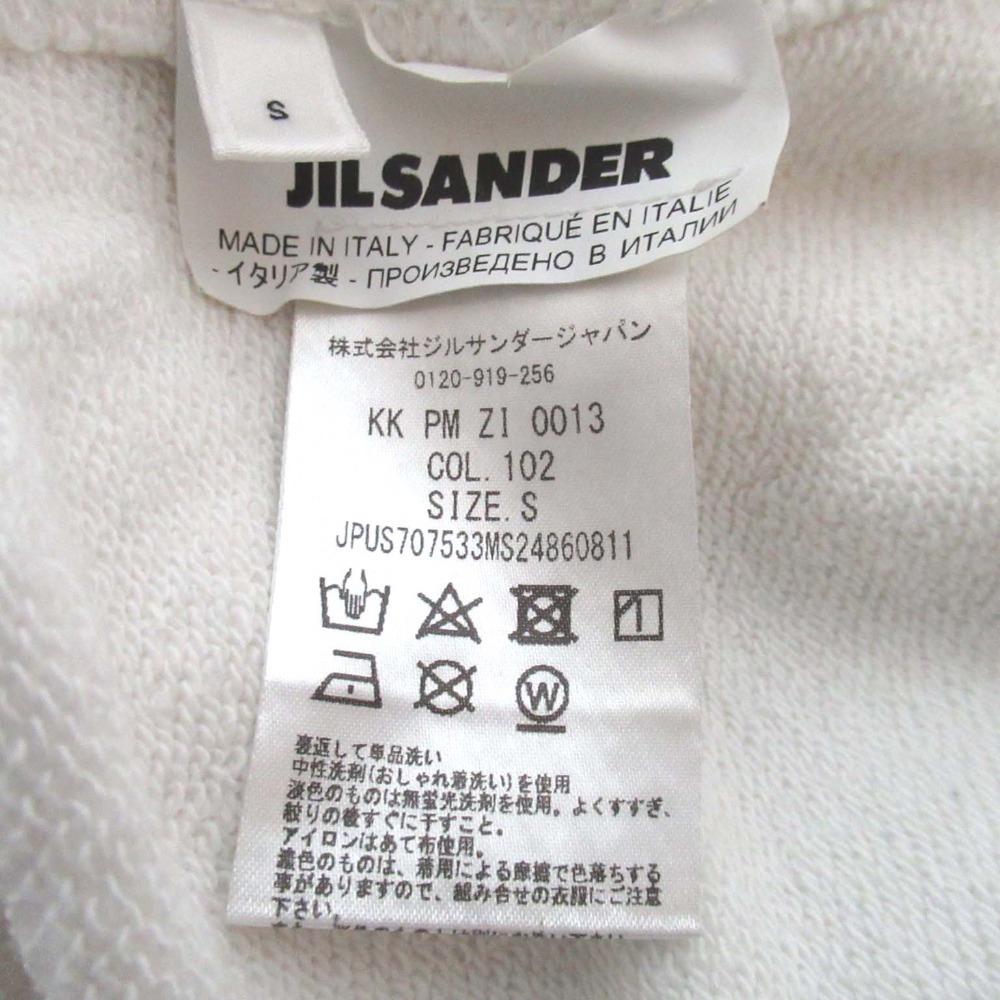 S
JIL SANDER
MADE IN ITALY - FABRIQUÉ EN ITALIE
- イタリア製 - ПРОИЗВЕДЕНО В ИТАЛИИ
株式会社ジルサンダージャパン
0120-919-256
KK PM ZI 0013
COL. 102
SIZE. S
JPUS707533MS24860811
1
W
裏返して単品洗い
中性洗剤(おしゃれ着洗い)を使用
淡色のものは無蛍光洗剤を使用。よくすすぎ、
絞りの後すぐに干すこと。
アイロンはあて布使用。
濃色のものは、着用による摩擦で色落ちする
事がありますので、組み合せの衣服にご注意
下さい。